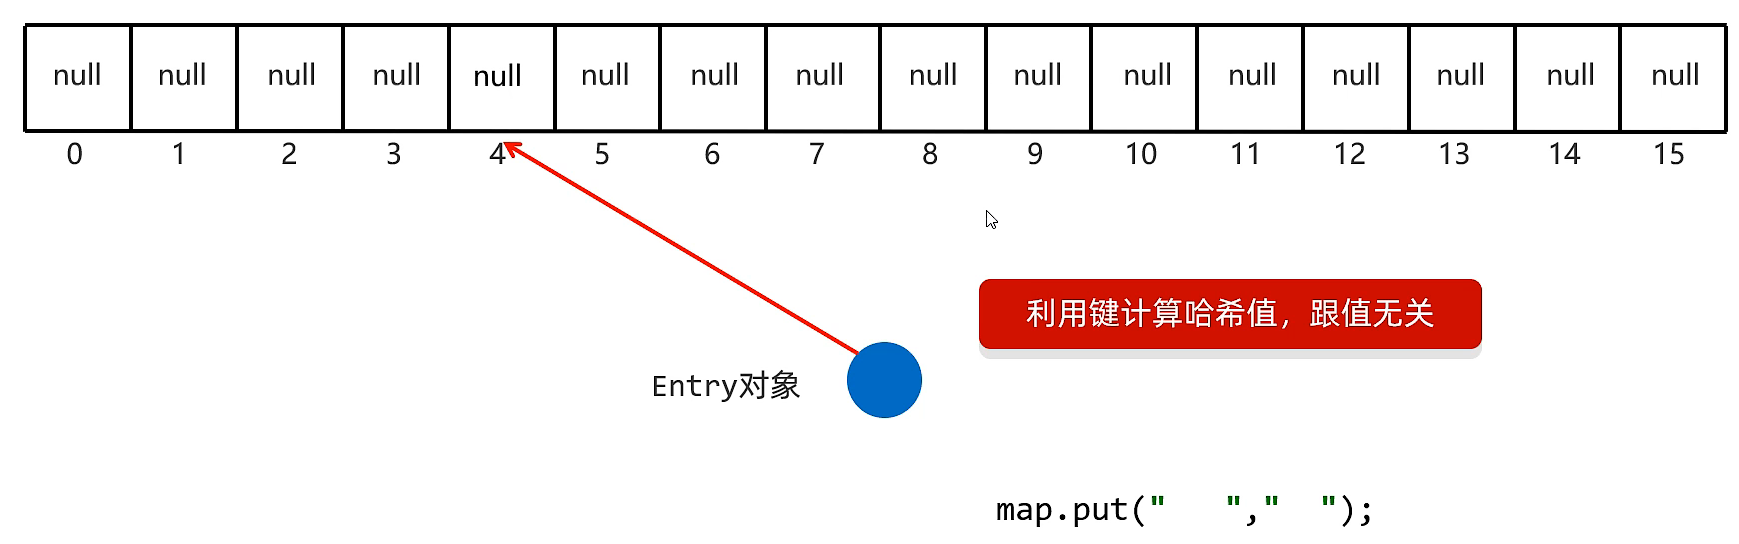 null null null null null null null null null null null null null null null null
0 1 2 3 4 5 6 7 8 9 10 11 12 13 14 15
利用键计算哈希值，跟值无关
Entry对象
map.put("   ","  ");